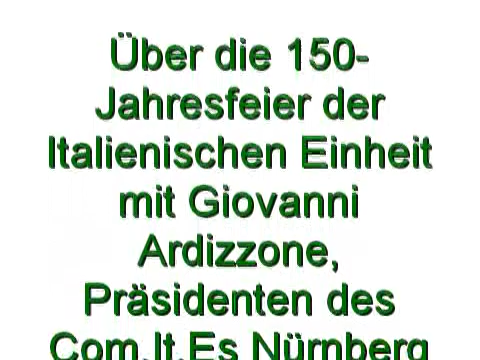 Über die 150-
Jahresfeier der
Italienischen Einheit
mit Giovanni
Ardizzone,
Präsidenten des
Com.It.Es Nürnberg